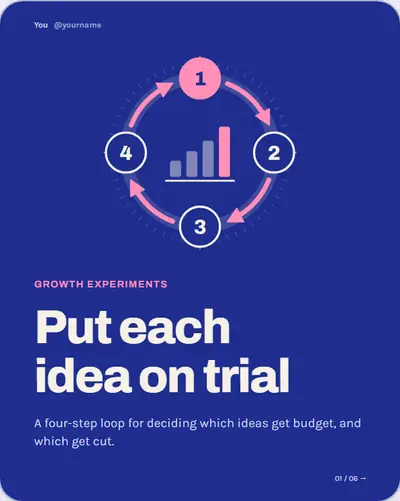 You @yourname
1
2
3
4
GROWTH EXPERIMENTS
Put each
idea on trial
A four-step loop for deciding which ideas get budget, and
which get cut.
01 / 06 →